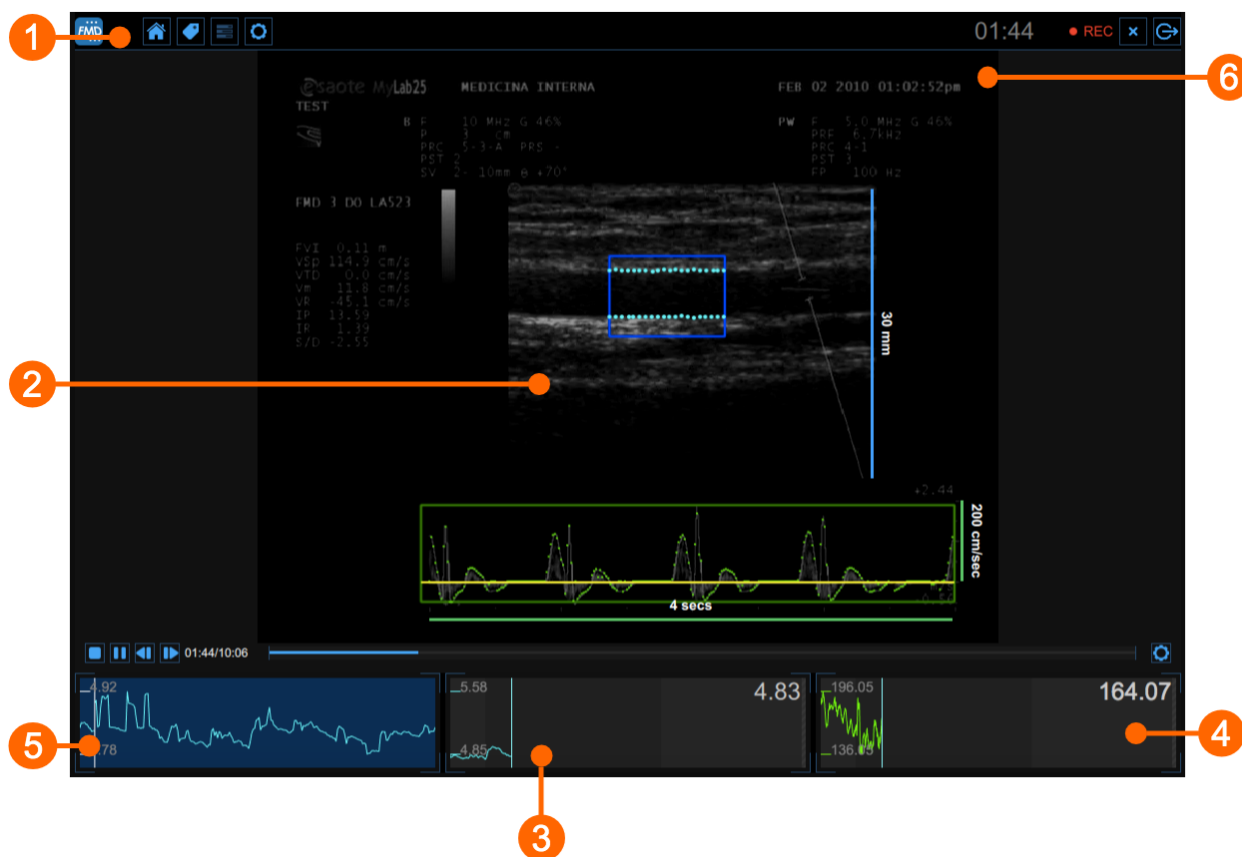 1
FMD
01:44
REC
6
esaote MyLab25
MEDICINA INTERNA
FEB 02 2010 01:02:52pm
TEST
B F 10 MHz G 46%
P 3 cm
PRC 5-3-A PRS -
PST 2
SV 2- 10mm θ +70°
PW F 5.0 MHz G 46%
PRF 6.7kHz
PRC 4-1
PST 3
FP 100 Hz
FMD 3 DO LA523
FVI 0.11 m
VSp 114.9 cm/s
VTD 0.0 cm/s
Vm 11.8 cm/s
VR -45.1 cm/s
IP 13.59
IR 1.39
S/D -2.55
30 mm
2
+2.44
200 cm/sec
4 secs
01:44/10:06
4.92
5.58
4.83
196.05
164.07
5
.78
4.85
3
4